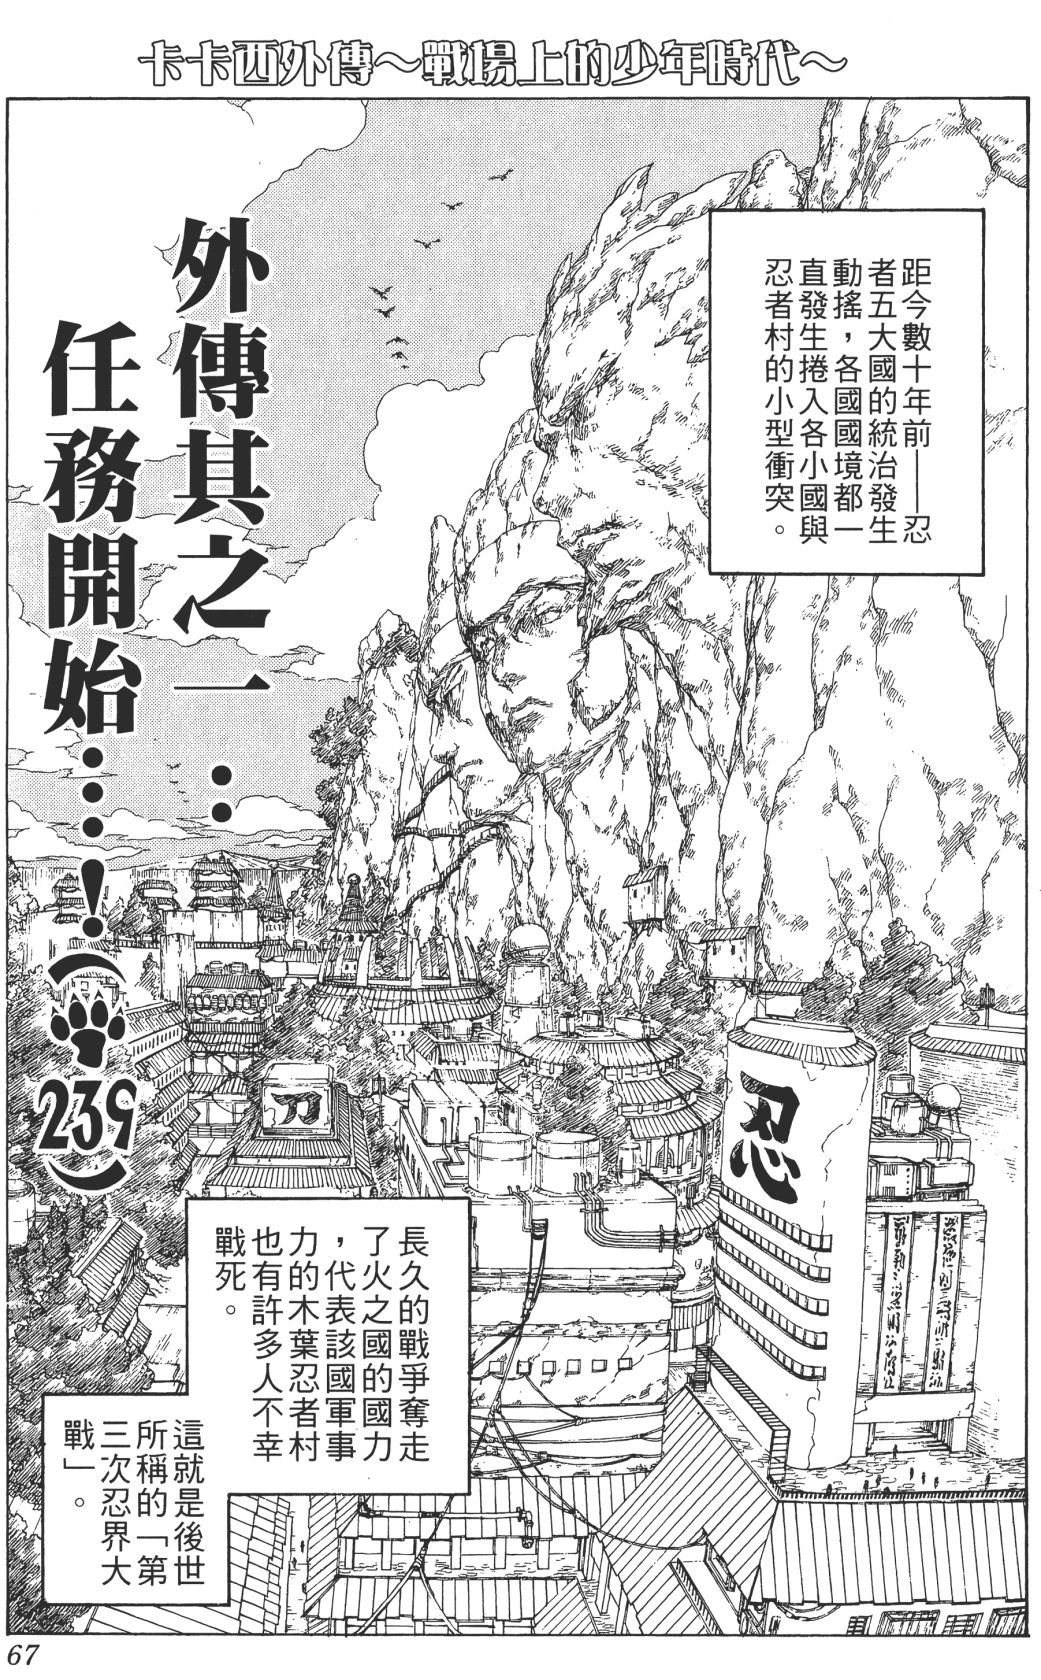 卡卡西外傳～戰場上的少年時代～
距今數十年前──忍
者五大國的統治發生
動搖，各國國境都一
直發生捲入各小國與
忍者村的小型衝突。
外傳其之一：
任務開始……！(239)
忍
刀
長久的戰爭奪走
了火之國的國力
，代表該國軍事
力的木葉忍者村
也有許多人不幸
戰死。
這就是後世
所稱的「第
三次忍界大
戰」。
67